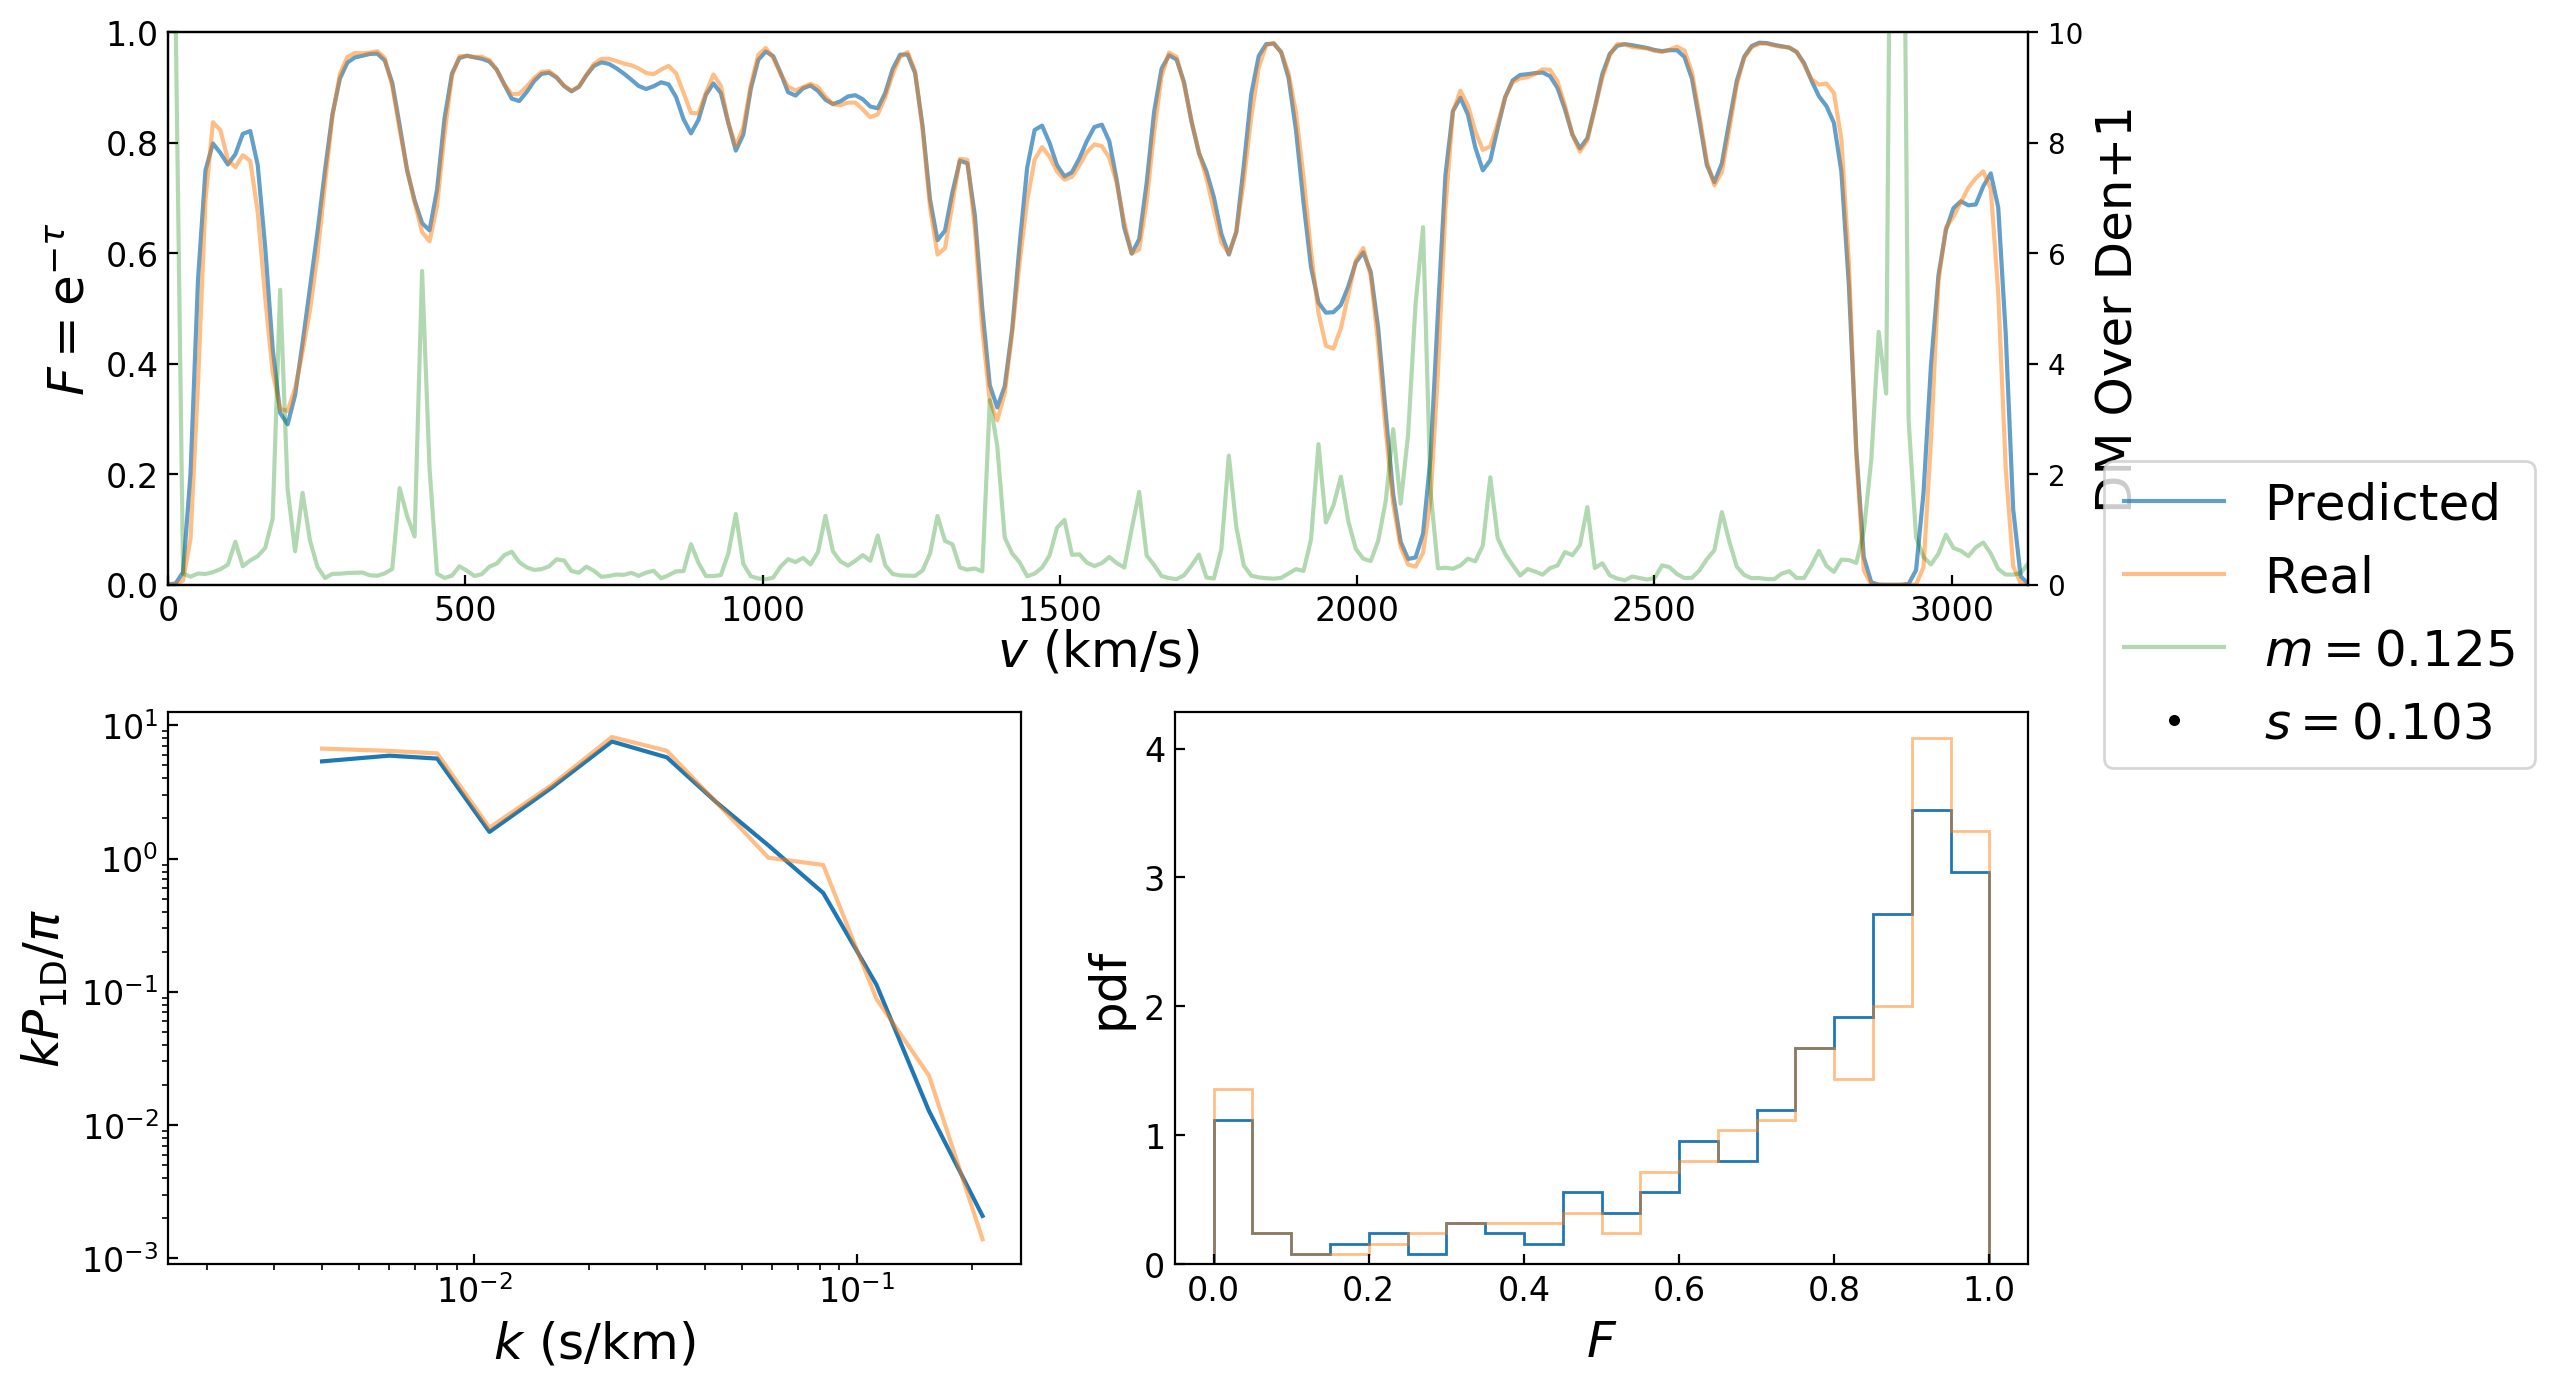 1.0
0.8
0.6
0.4
0.2
0.0
F = e^{-τ}
10
8
6
4
2
0
DM Over Den+1
0 500 1000 1500 2000 2500 3000
v (km/s)
Predicted
Real
m = 0.125
s = 0.103
10^1
10^0
10^{-1}
10^{-2}
10^{-3}
kP_{1D}/π
10^{-2} 10^{-1}
k (s/km)
4
3
2
1
0
pdf
0.0 0.2 0.4 0.6 0.8 1.0
F